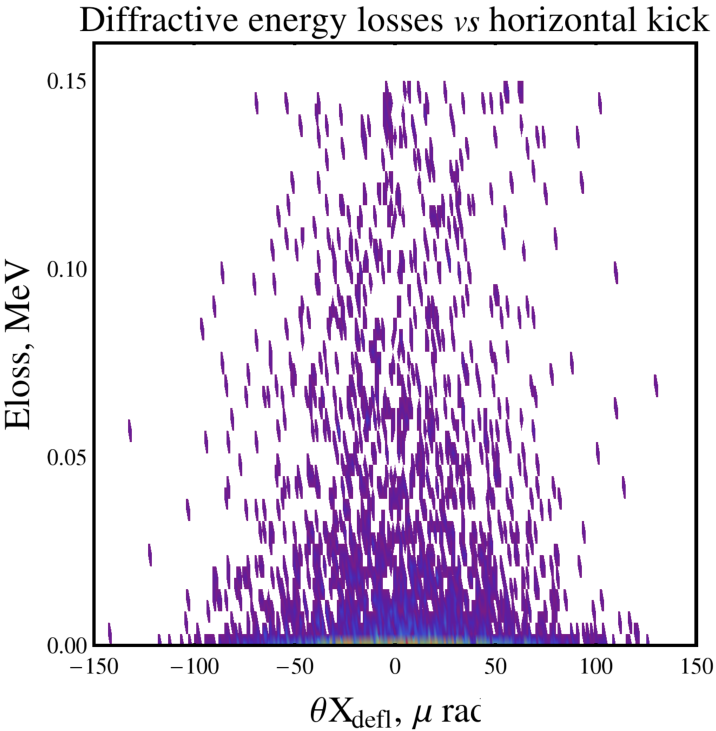 Diffractive energy losses vs horizontal kick
0.15
0.10
0.05
0.00
Eloss, MeV
−150 −100 −50 0 50 100 150
θX_defl, μ rad